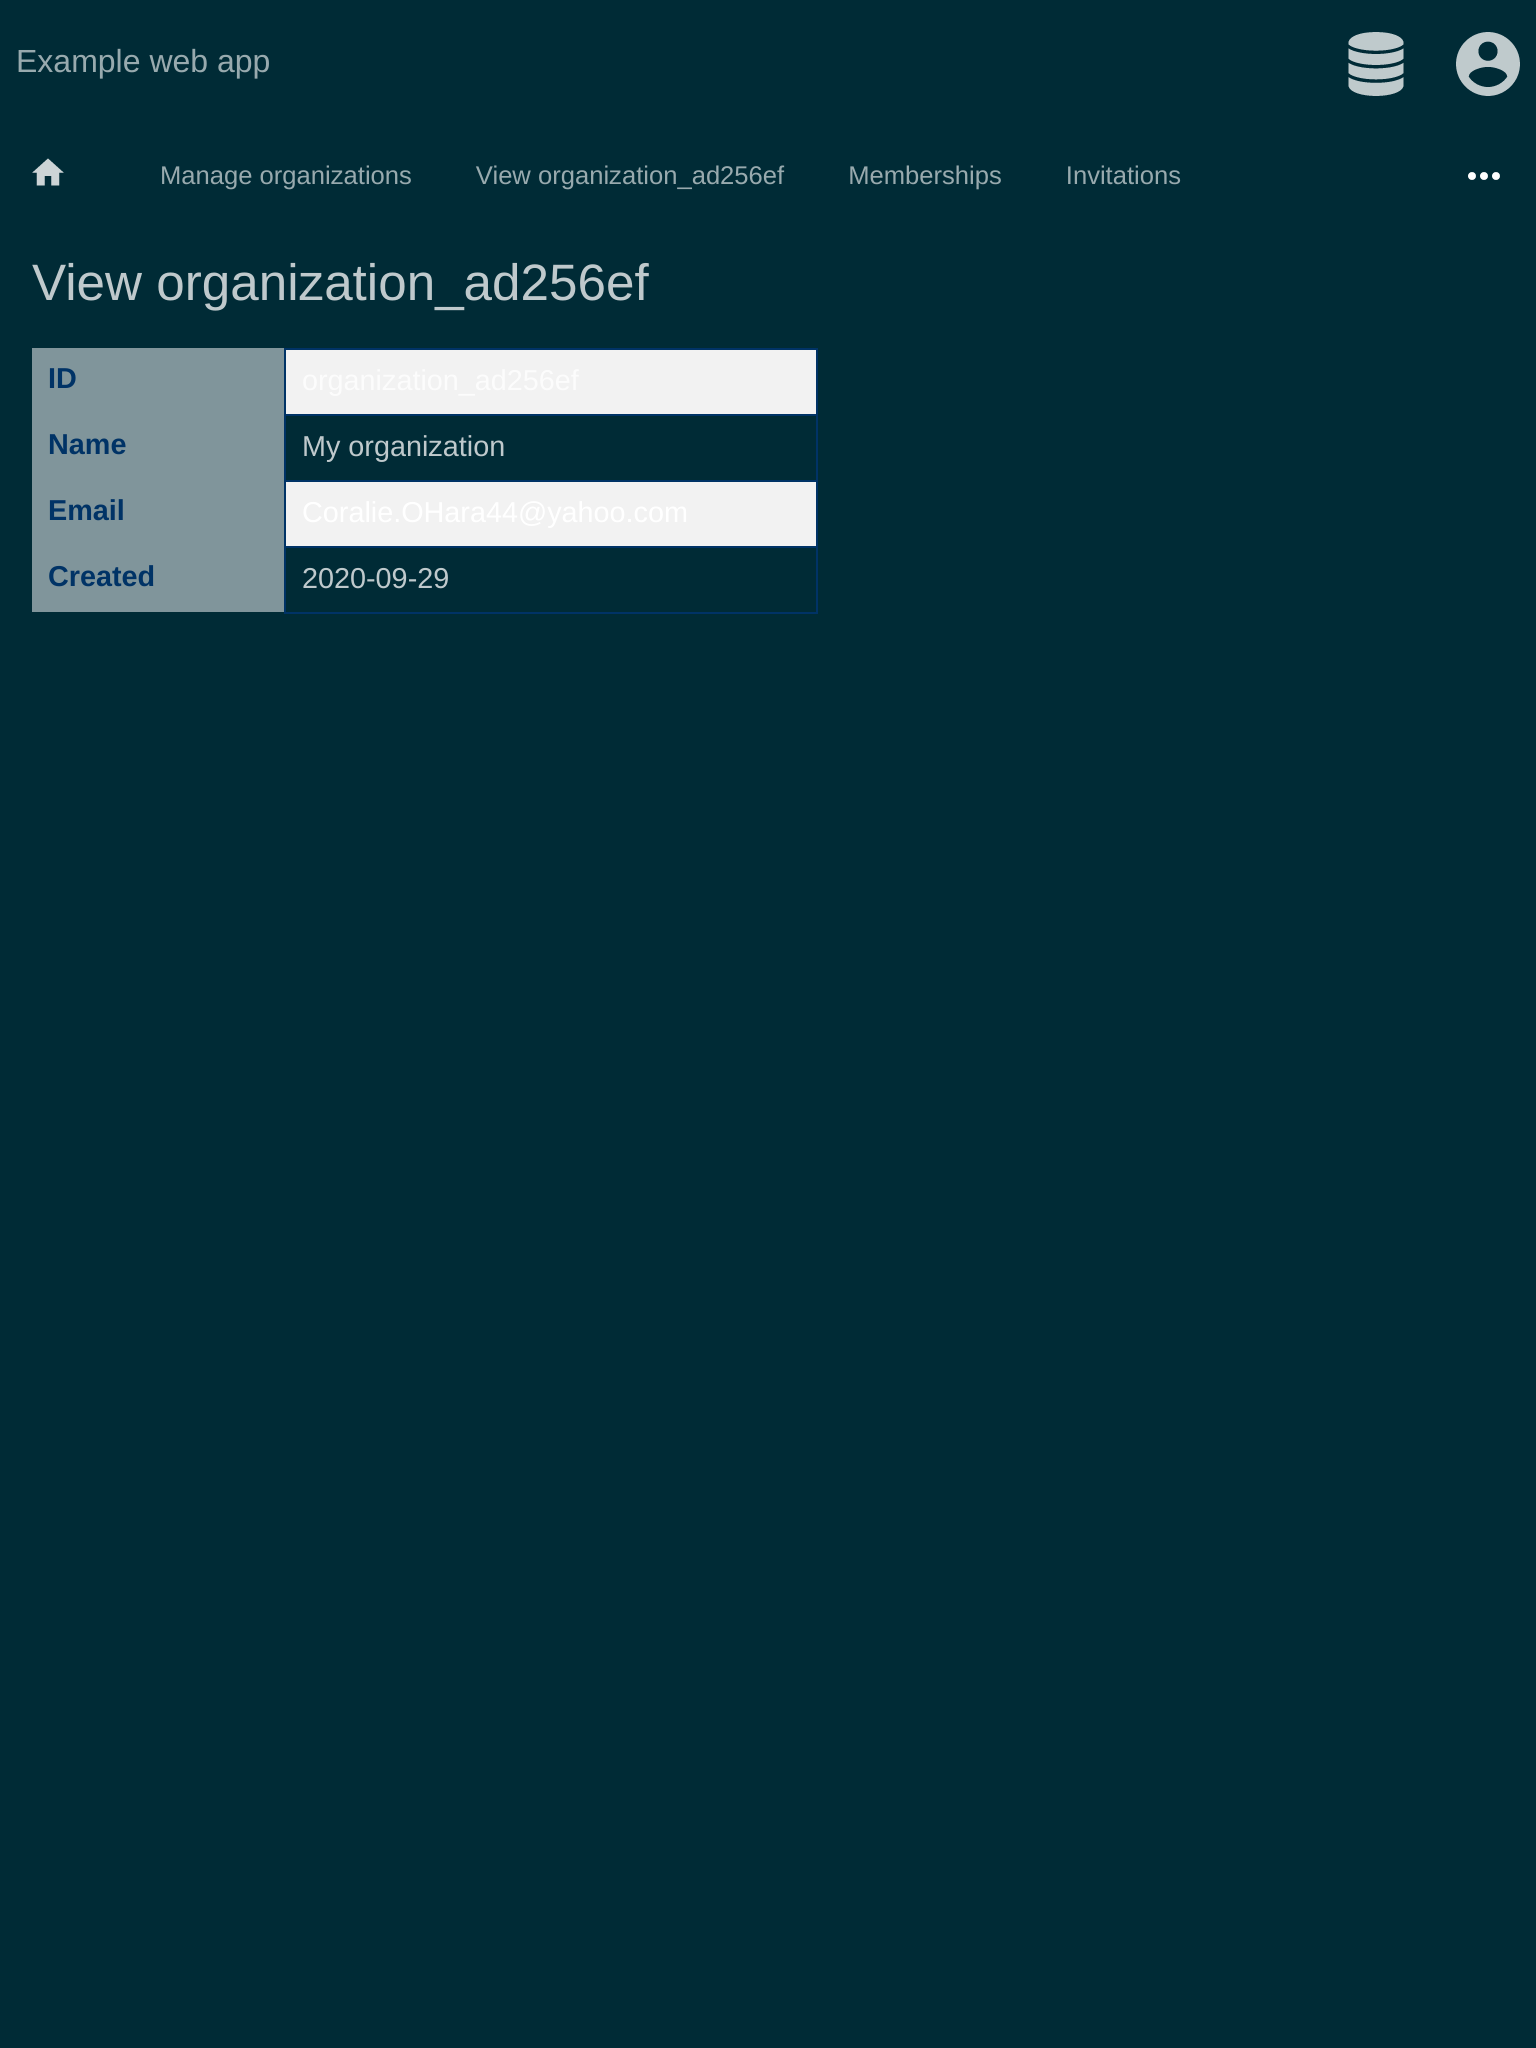 Example web app
Manage organizations View organization_ad256ef Memberships Invitations
View organization_ad256ef
ID organization_ad256ef
Name My organization
Email Coralie.OHara44@yahoo.com
Created 2020-09-29